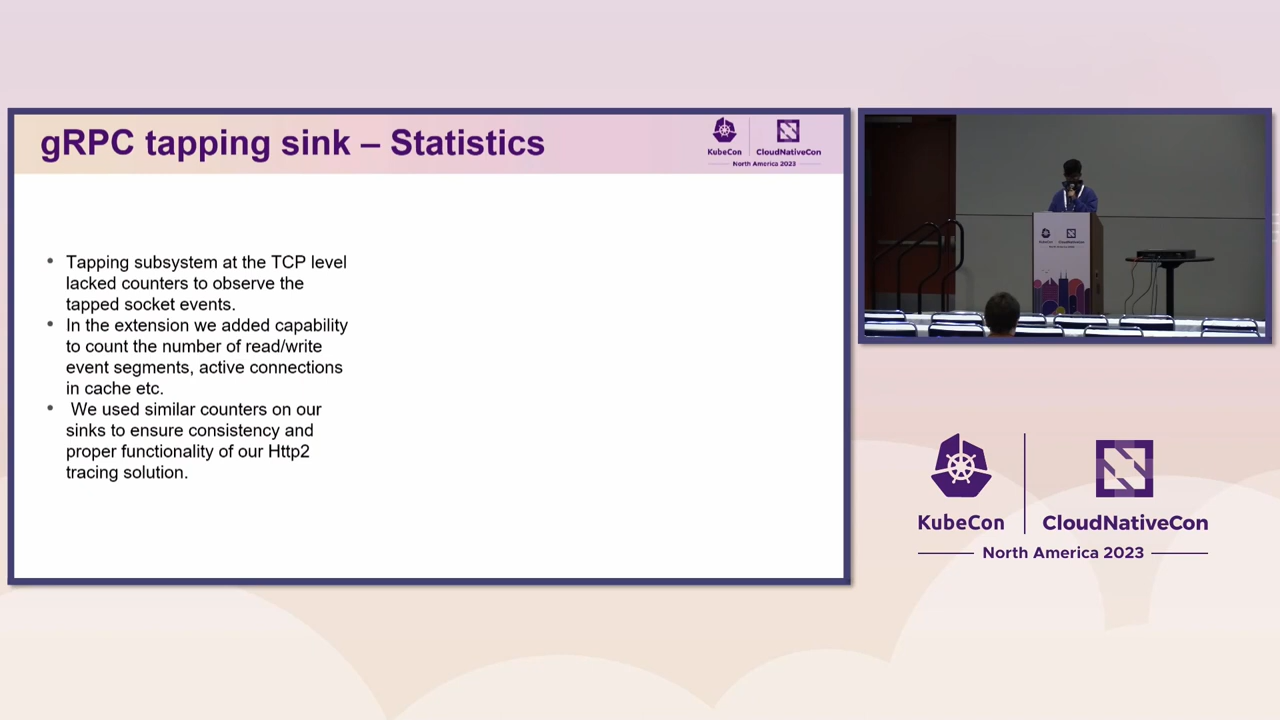 gRPC tapping sink – Statistics
KubeCon
CloudNativeCon
North America 2023
• Tapping subsystem at the TCP level
lacked counters to observe the
tapped socket events.
• In the extension we added capability
to count the number of read/write
event segments, active connections
in cache etc.
• We used similar counters on our
sinks to ensure consistency and
proper functionality of our Http2
tracing solution.
KubeCon
CloudNativeCon
North America 2023